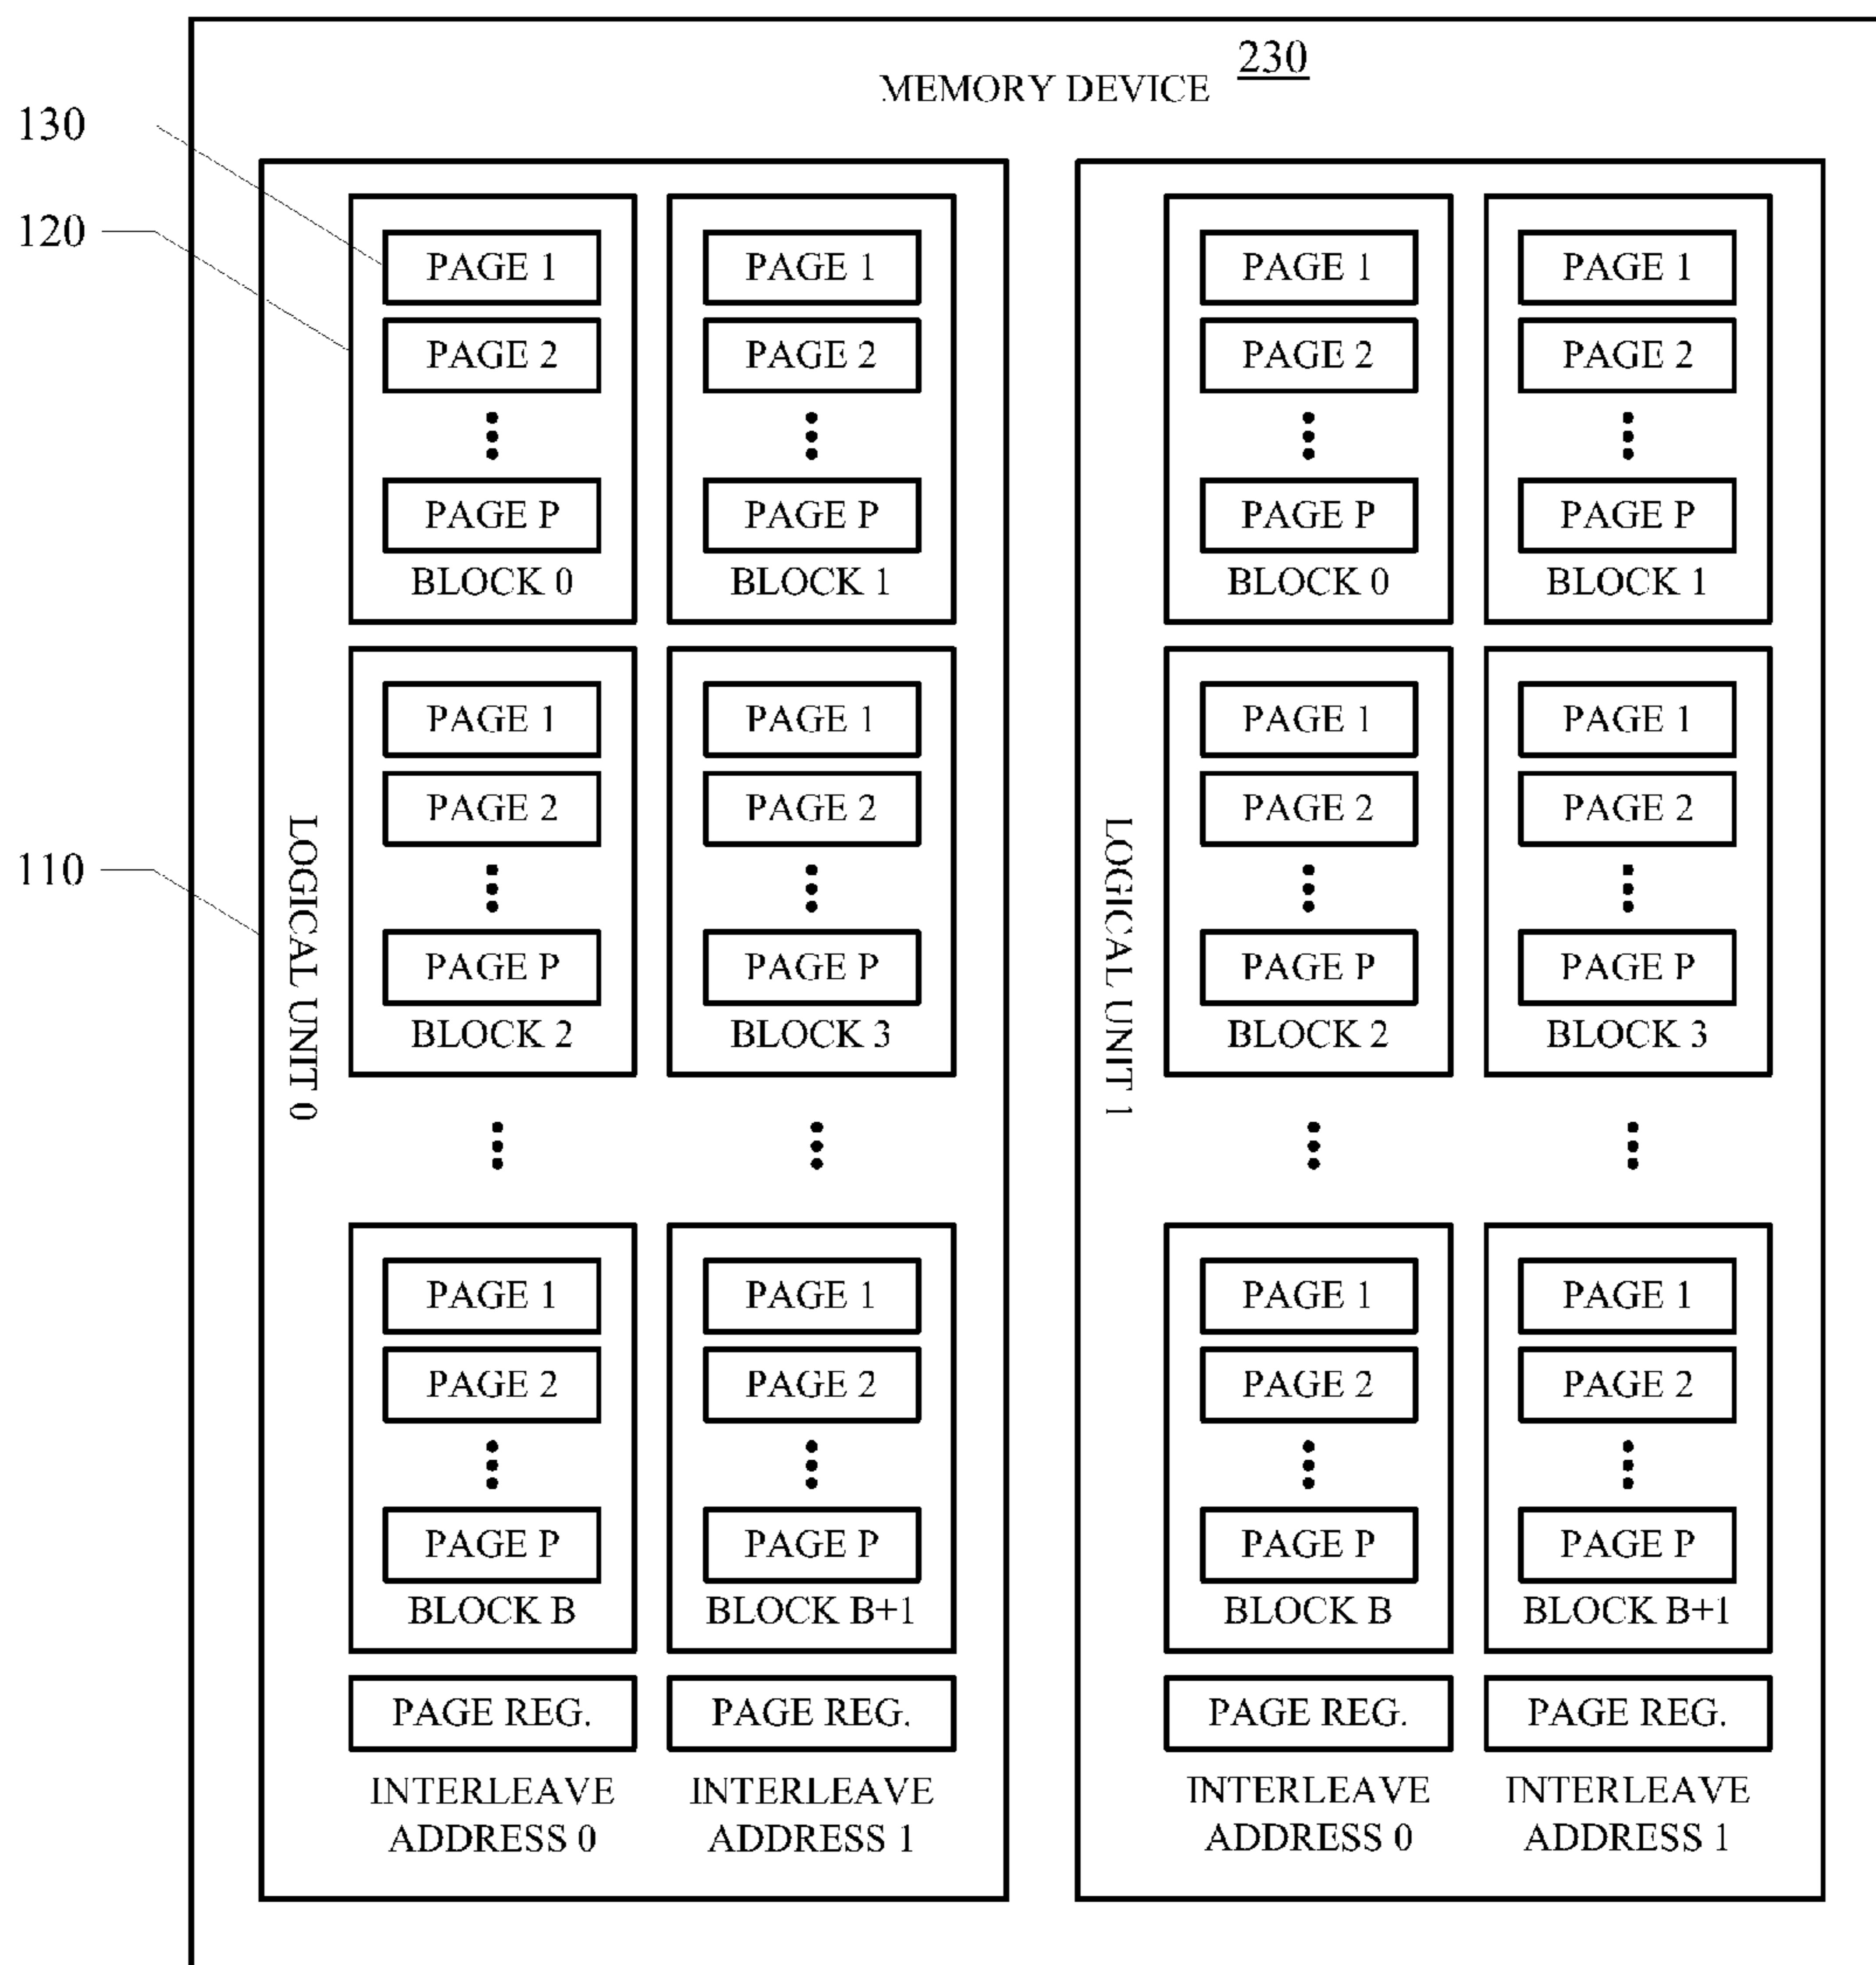 230
MEMORY DEVICE
130
120
110
LOGICAL UNIT 0
PAGE 1
PAGE 2
PAGE P
BLOCK 0
PAGE 1
PAGE 2
PAGE P
BLOCK 1
PAGE 1
PAGE 2
PAGE P
BLOCK 2
PAGE 1
PAGE 2
PAGE P
BLOCK 3
PAGE 1
PAGE 2
PAGE P
BLOCK B
PAGE 1
PAGE 2
PAGE P
BLOCK B+1
PAGE REG.
PAGE REG.
INTERLEAVE
ADDRESS 0
INTERLEAVE
ADDRESS 1
LOGICAL UNIT 1
PAGE 1
PAGE 2
PAGE P
BLOCK 0
PAGE 1
PAGE 2
PAGE P
BLOCK 1
PAGE 1
PAGE 2
PAGE P
BLOCK 2
PAGE 1
PAGE 2
PAGE P
BLOCK 3
PAGE 1
PAGE 2
PAGE P
BLOCK B
PAGE 1
PAGE 2
PAGE P
BLOCK B+1
PAGE REG.
PAGE REG.
INTERLEAVE
ADDRESS 0
INTERLEAVE
ADDRESS 1